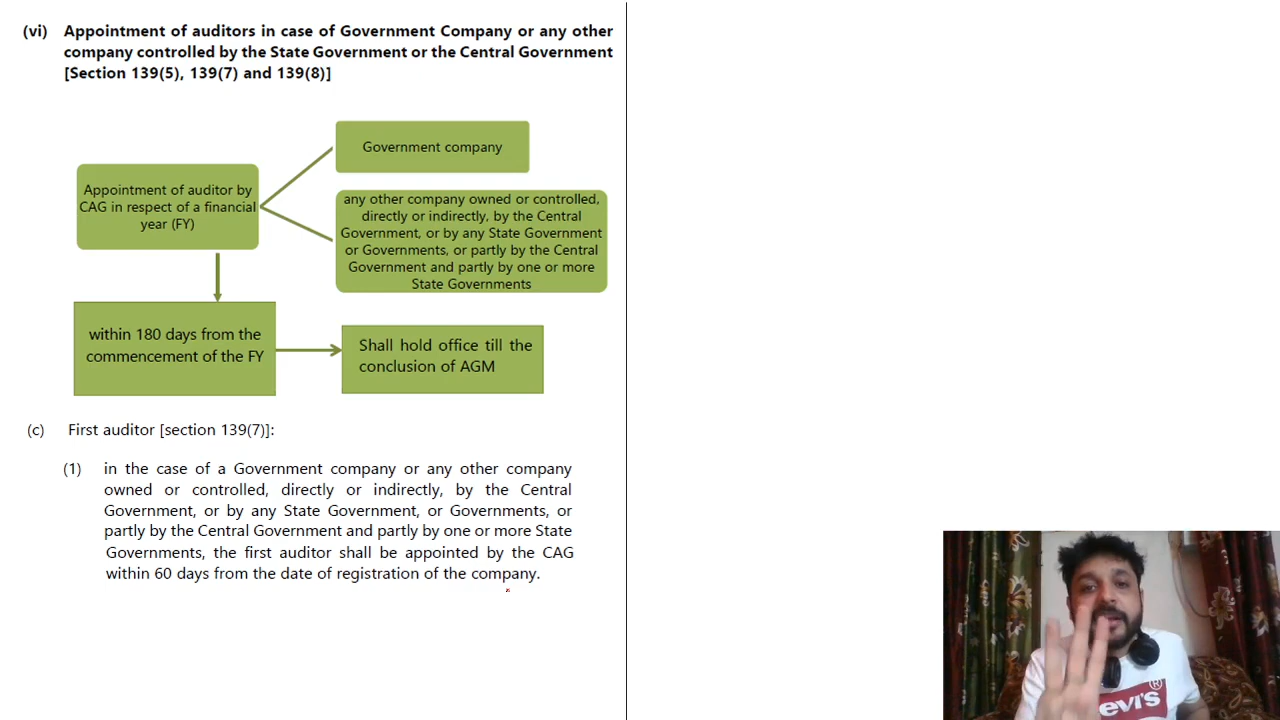 (vi) Appointment of auditors in case of Government Company or any other
company controlled by the State Government or the Central Government
[Section 139(5), 139(7) and 139(8)]
Government company
Appointment of auditor by
CAG in respect of a financial
year (FY)
any other company owned or controlled,
directly or indirectly, by the Central
Government, or by any State Government
or Governments, or partly by the Central
Government and partly by one or more
State Governments
within 180 days from the
commencement of the FY
Shall hold office till the
conclusion of AGM
(c) First auditor [section 139(7)]:
(1) in the case of a Government company or any other company
owned or controlled, directly or indirectly, by the Central
Government, or by any State Government, or Governments, or
partly by the Central Government and partly by one or more State
Governments, the first auditor shall be appointed by the CAG
within 60 days from the date of registration of the company.
evi's
®